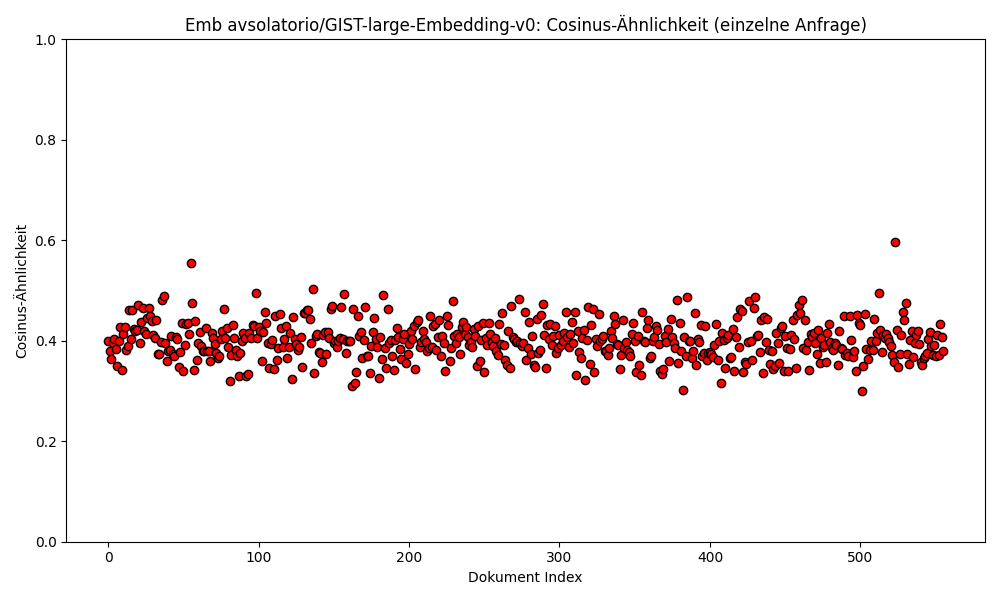 Emb avsolatorio/GIST-large-Embedding-v0: Cosinus-Ähnlichkeit (einzelne Anfrage)
1.0
0.8
0.6
0.4
0.2
0.0
Cosinus-Ähnlichkeit
0 100 200 300 400 500
Dokument Index